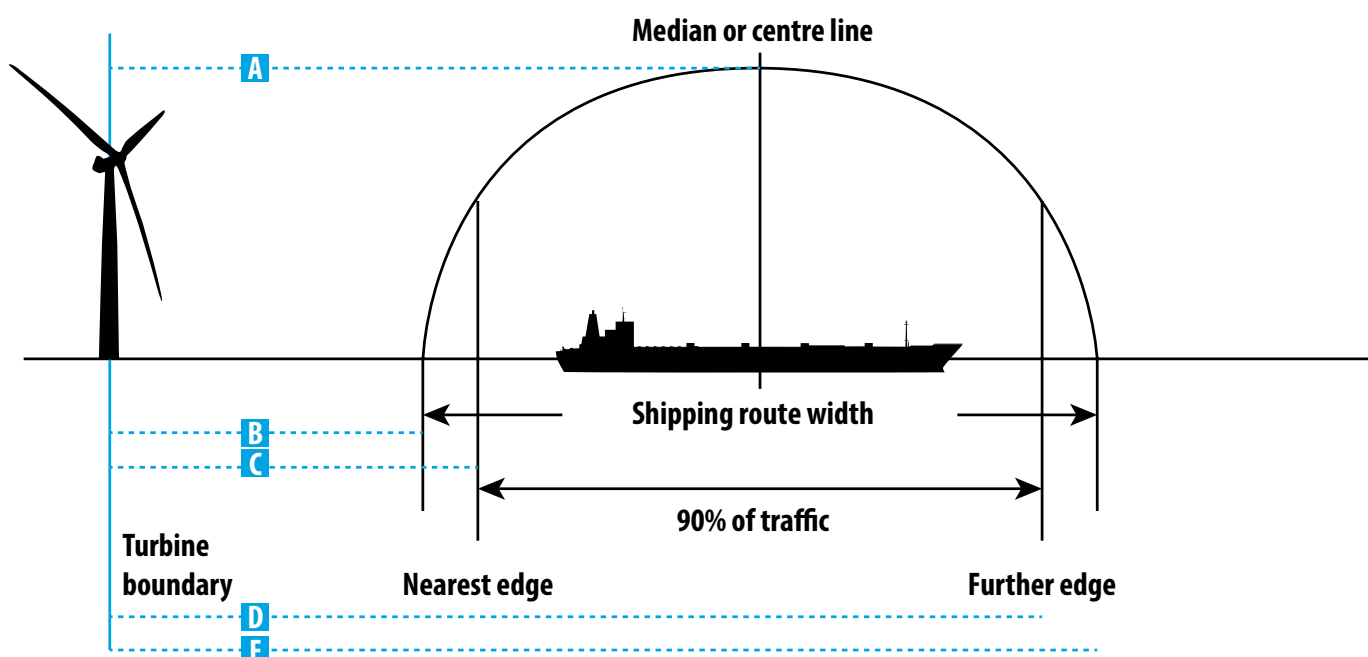 Median or centre line
A
Shipping route width
B
C
90% of traffic
Turbine
boundary
Nearest edge
Further edge
D
E